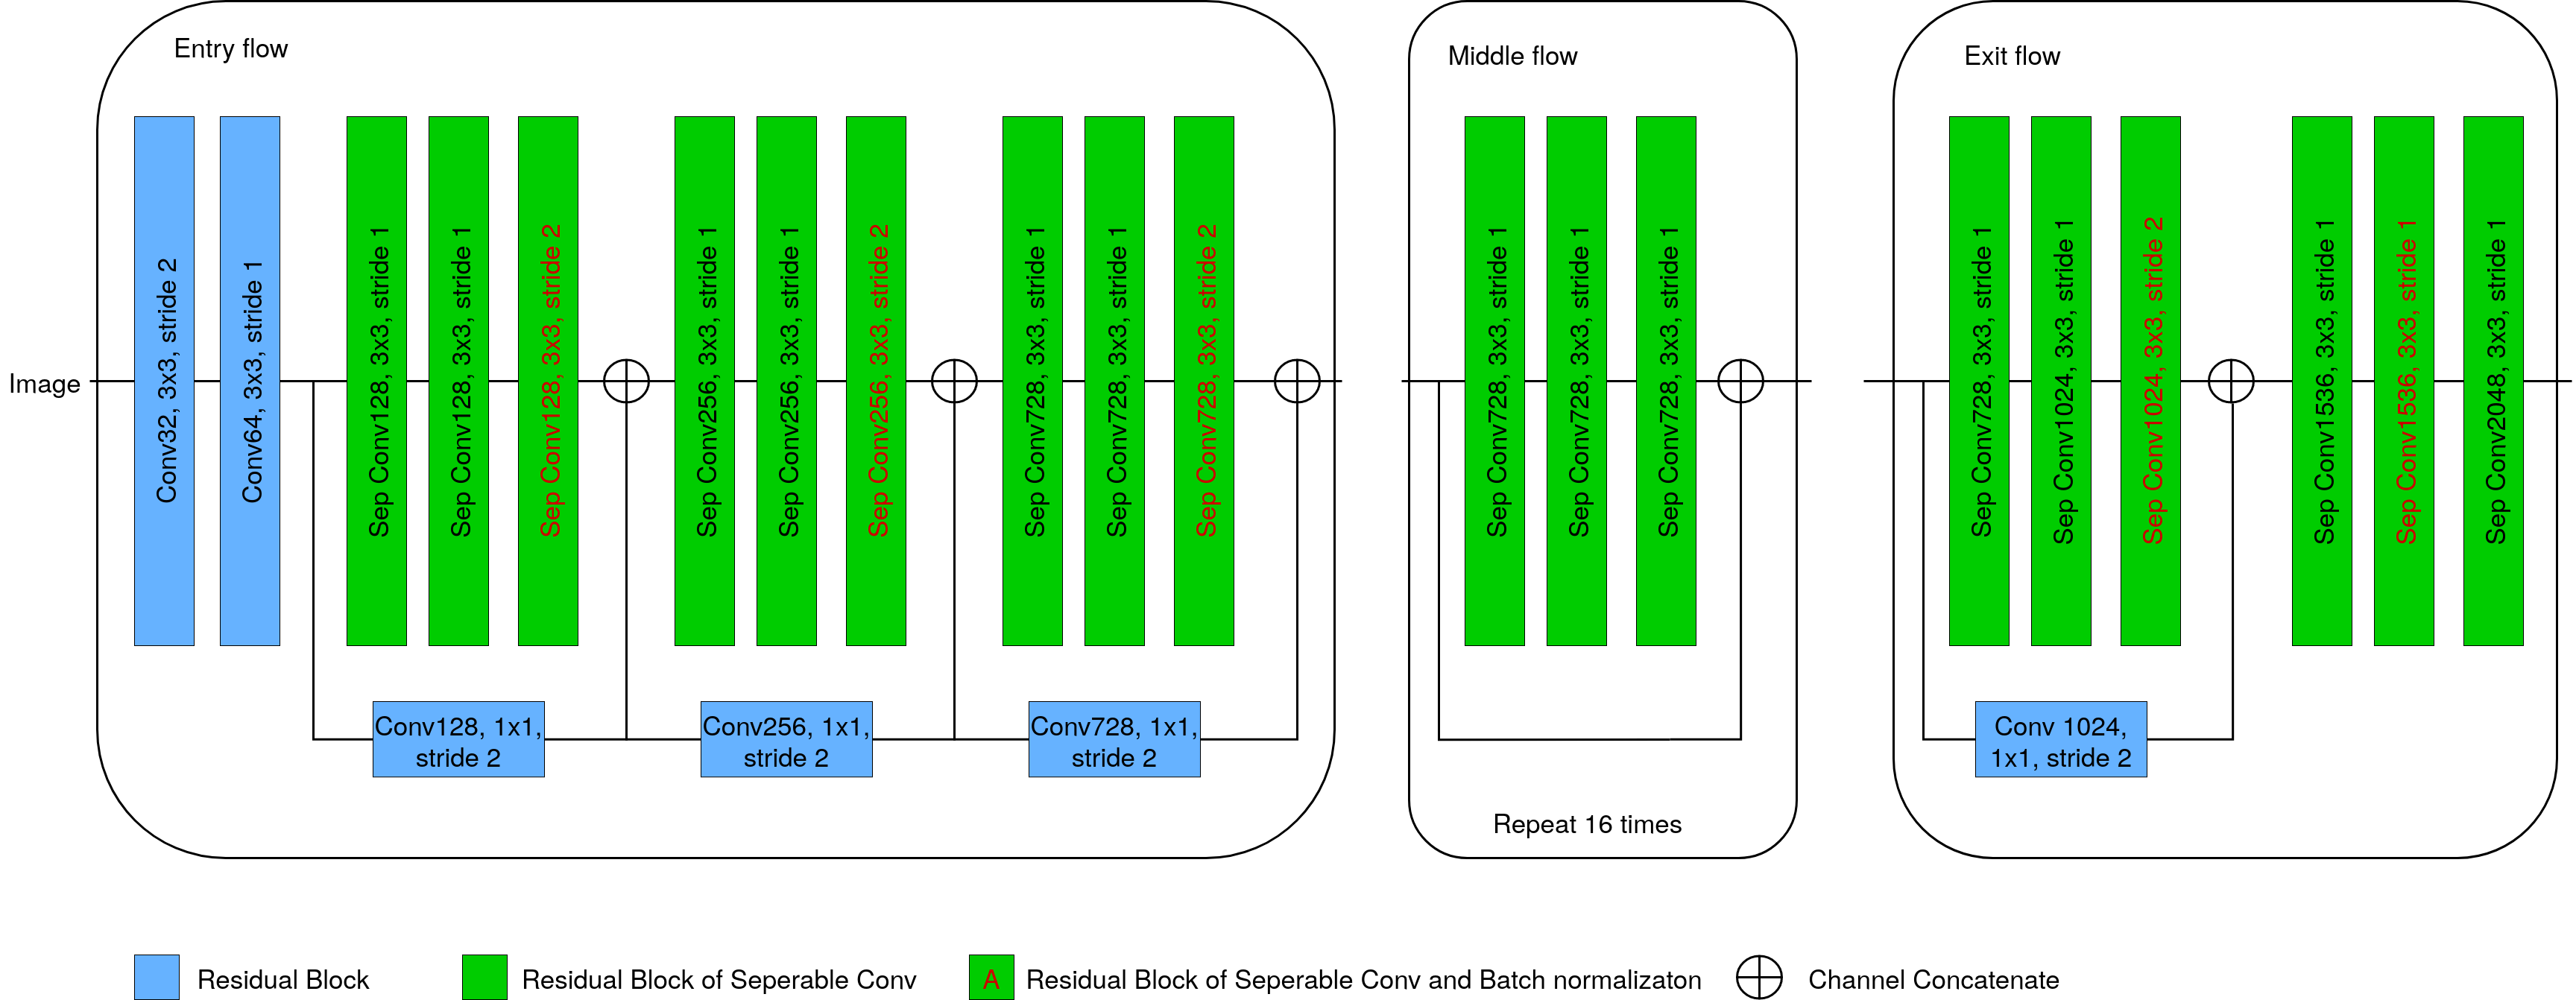 Entry flow
Middle flow
Exit flow
Image
Conv32, 3x3, stride 2
Conv64, 3x3, stride 1
Sep Conv128, 3x3, stride 1
Sep Conv128, 3x3, stride 1
Sep Conv128, 3x3, stride 2
Sep Conv256, 3x3, stride 1
Sep Conv256, 3x3, stride 1
Sep Conv256, 3x3, stride 2
Sep Conv728, 3x3, stride 1
Sep Conv728, 3x3, stride 1
Sep Conv728, 3x3, stride 2
Sep Conv728, 3x3, stride 1
Sep Conv728, 3x3, stride 1
Sep Conv728, 3x3, stride 1
Sep Conv728, 3x3, stride 1
Sep Conv1024, 3x3, stride 1
Sep Conv1024, 3x3, stride 2
Sep Conv1536, 3x3, stride 1
Sep Conv1536, 3x3, stride 1
Sep Conv2048, 3x3, stride 1
Conv128, 1x1,
stride 2
Conv256, 1x1,
stride 2
Conv728, 1x1,
stride 2
Conv 1024,
1x1, stride 2
Repeat 16 times
Residual Block
Residual Block of Seperable Conv
A
Residual Block of Seperable Conv and Batch normalizaton
Channel Concatenate